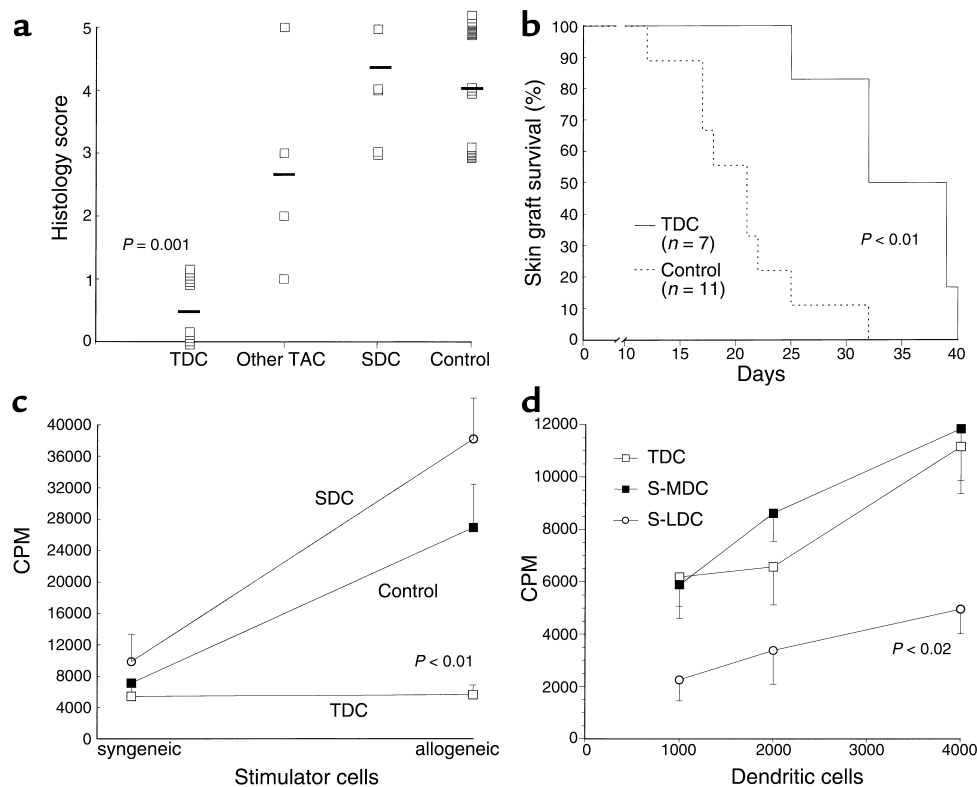 a
Histology score
5
4
3
2
1
0
P = 0.001
TDC Other TAC SDC Control
b
Skin graft survival (%)
100
90
80
70
60
50
40
30
20
10
0
TDC
(n = 7)
Control
(n = 11)
P < 0.01
0 10 15 20 25 30 35 40
Days
c
CPM
40000
36000
32000
28000
24000
20000
16000
12000
8000
4000
0
SDC
Control
P < 0.01
TDC
syngeneic allogeneic
Stimulator cells
d
CPM
12000
10000
8000
6000
4000
2000
0
TDC
S-MDC
S-LDC
P < 0.02
0 1000 2000 3000 4000
Dendritic cells